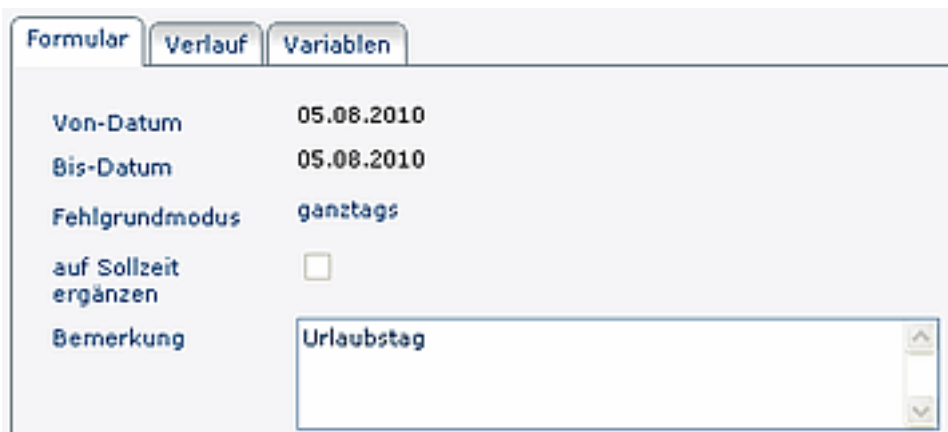 Formular Verlauf Variablen
Von-Datum 05.08.2010
Bis-Datum 05.08.2010
Fehlgrundmodus ganztags
auf Sollzeit
ergänzen
Bemerkung Urlaubstag